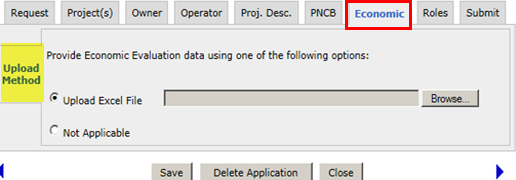 Request Project(s) Owner Operator Proj. Desc. PNCB Economic Roles Submit
Provide Economic Evaluation data using one of the following options:
Upload Method
Upload Excel File Browse...
Not Applicable
Save Delete Application Close